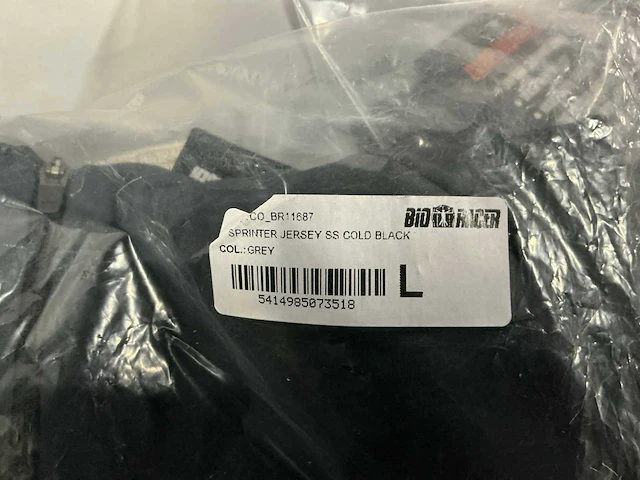 CO_BR11687
BIORACER
SPRINTER JERSEY SS COLD BLACK
COL.:GREY
5414985073518
L